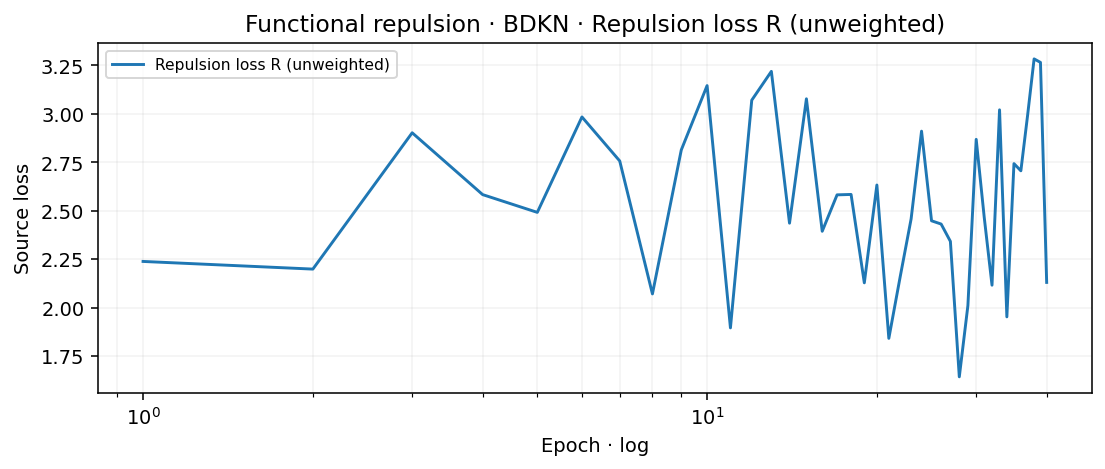 Functional repulsion · BDKN · Repulsion loss R (unweighted)
Repulsion loss R (unweighted)
Source loss
3.25
3.00
2.75
2.50
2.25
2.00
1.75
10⁰
10¹
Epoch · log